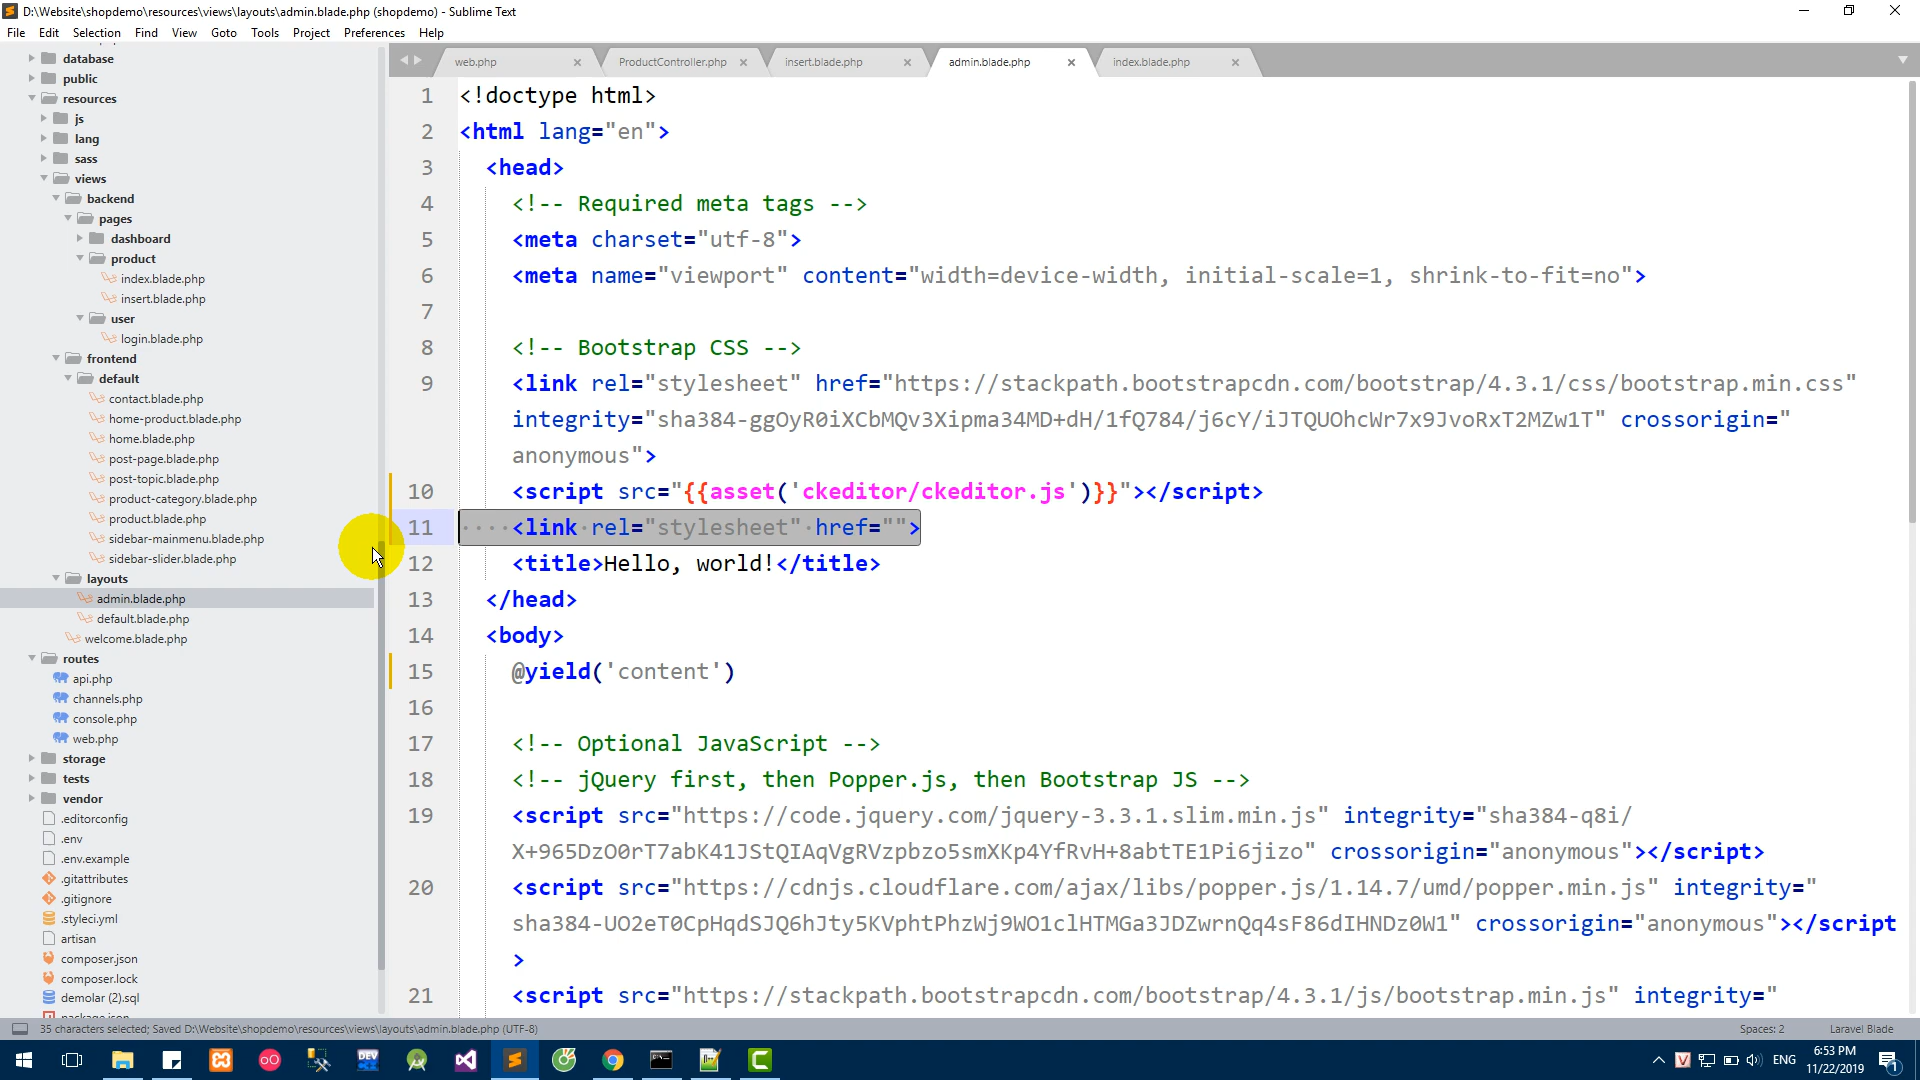 D:\Website\shopdemo\resources\views\layouts\admin.blade.php (shopdemo) - Sublime Text
File Edit Selection Find View Goto Tools Project Preferences Help
database
public
resources
js
lang
sass
views
backend
pages
dashboard
product
index.blade.php
insert.blade.php
user
login.blade.php
frontend
default
contact.blade.php
home-product.blade.php
home.blade.php
post-page.blade.php
post-topic.blade.php
product-category.blade.php
product.blade.php
sidebar-mainmenu.blade.php
sidebar-slider.blade.php
layouts
admin.blade.php
default.blade.php
welcome.blade.php
routes
api.php
channels.php
console.php
web.php
storage
tests
vendor
.editorconfig
.env
.env.example
.gitattributes
.gitignore
.styleci.yml
artisan
composer.json
composer.lock
demolar (2).sql
package.json
web.php ProductController.php insert.blade.php admin.blade.php index.blade.php
1 <!doctype html>
2 <html lang="en">
3 <head>
4 <!-- Required meta tags -->
5 <meta charset="utf-8">
6 <meta name="viewport" content="width=device-width, initial-scale=1, shrink-to-fit=no">
7
8 <!-- Bootstrap CSS -->
9 <link rel="stylesheet" href="https://stackpath.bootstrapcdn.com/bootstrap/4.3.1/css/bootstrap.min.css"
integrity="sha384-ggOyR0iXCbMQv3Xipma34MD+dH/1fQ784/j6cY/iJTQUOhcWr7x9JvoRxT2MZw1T" crossorigin="
anonymous">
10 <script src="{{asset('ckeditor/ckeditor.js')}}"></script>
11 ····<link·rel="stylesheet"·href="">
12 <title>Hello, world!</title>
13 </head>
14 <body>
15 @yield('content')
16
17 <!-- Optional JavaScript -->
18 <!-- jQuery first, then Popper.js, then Bootstrap JS -->
19 <script src="https://code.jquery.com/jquery-3.3.1.slim.min.js" integrity="sha384-q8i/
X+965DzO0rT7abK41JStQIAqVgRVzpbzo5smXKp4YfRvH+8abtTE1Pi6jizo" crossorigin="anonymous"></script>
20 <script src="https://cdnjs.cloudflare.com/ajax/libs/popper.js/1.14.7/umd/popper.min.js" integrity="
sha384-UO2eT0CpHqdSJQ6hJty5KVphtPhzWj9WO1clHTMGa3JDZwrnQq4sF86dIHNDz0W1" crossorigin="anonymous"></script
>
21 <script src="https://stackpath.bootstrapcdn.com/bootstrap/4.3.1/js/bootstrap.min.js" integrity="
35 characters selected; Saved D:\Website\shopdemo\resources\views\layouts\admin.blade.php (UTF-8) Spaces: 2 Laravel Blade
DEV
ENG
6:53 PM
11/22/2019
1